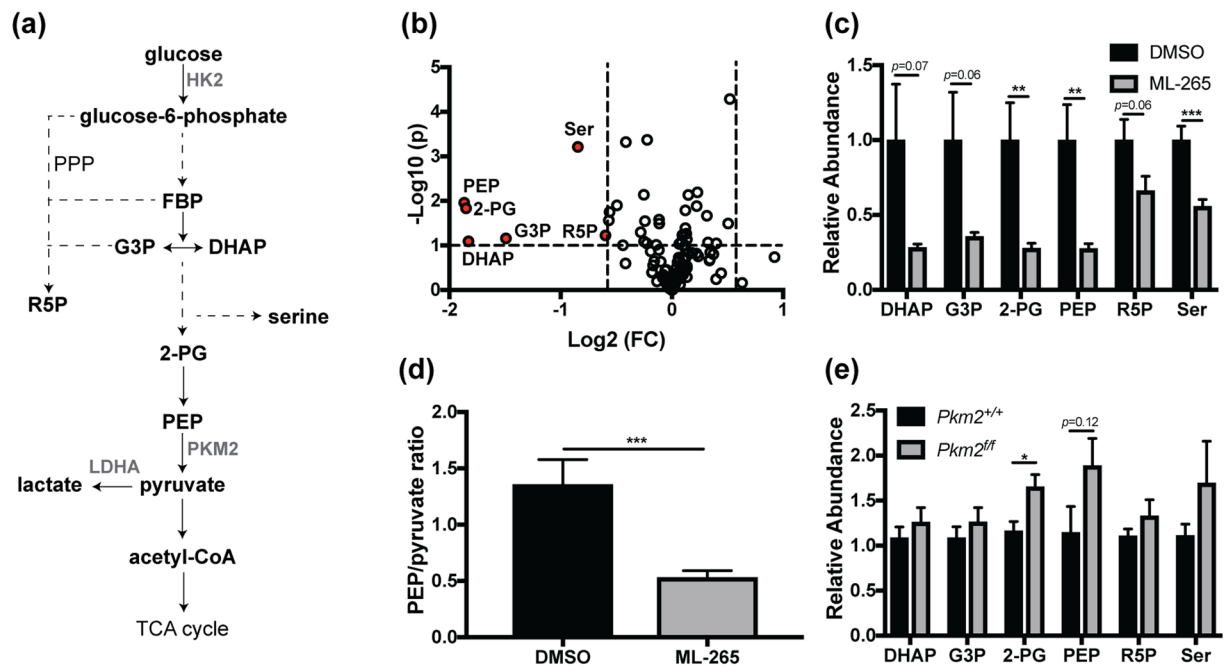 (a)
glucose
HK2
glucose-6-phosphate
PPP
FBP
G3P
DHAP
R5P
serine
2-PG
PEP
PKM2
LDHA
lactate
pyruvate
acetyl-CoA
TCA cycle
(b)
5
4
3
2
1
0
-Log10 (p)
Ser
PEP
2-PG
G3P
R5P
DHAP
-2
-1
0
1
Log2 (FC)
(c)
DMSO
ML-265
1.5
1.0
0.5
0.0
Relative Abundance
p=0.07
p=0.06
**
**
p=0.06
***
DHAP
G3P
2-PG
PEP
R5P
Ser
(d)
2.0
1.5
1.0
0.5
0.0
PEP/pyruvate ratio
***
DMSO
ML-265
(e)
Pkm2+/+
Pkm2f/f
2.5
2.0
1.5
1.0
0.5
0.0
Relative Abundance
*
p=0.12
DHAP
G3P
2-PG
PEP
R5P
Ser